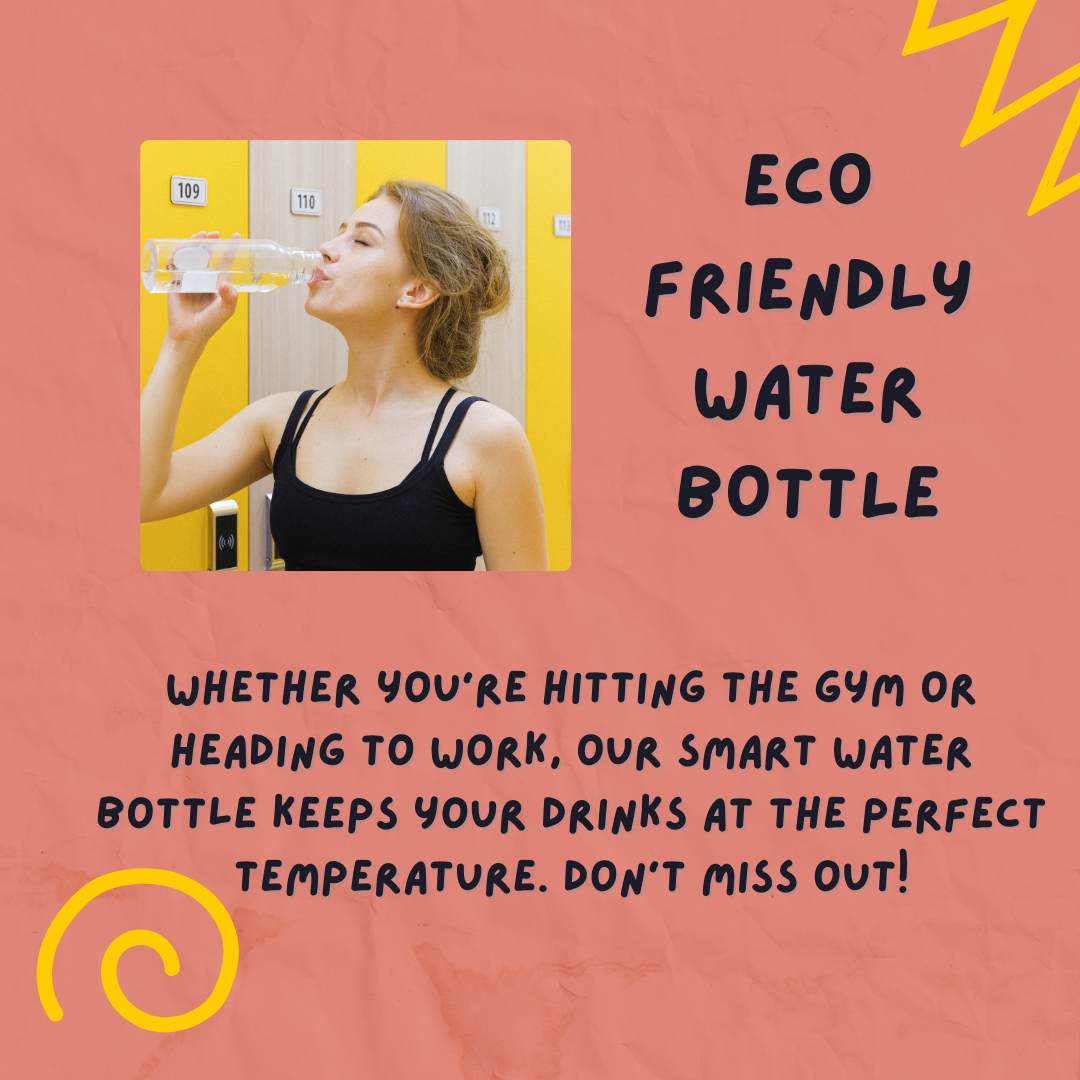 109
110
112
113
ECO
FRIENDLY
WATER
BOTTLE
WHETHER YOU'RE HITTING THE GYM OR
HEADING TO WORK, OUR SMART WATER
BOTTLE KEEPS YOUR DRINKS AT THE PERFECT
TEMPERATURE. DON'T MISS OUT!